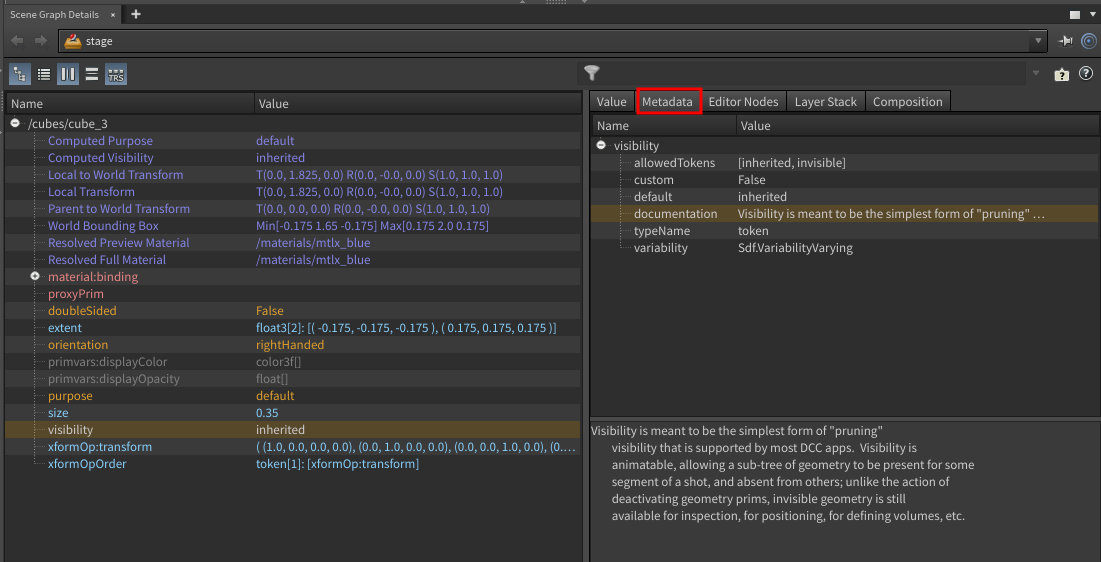 Scene Graph Details
stage
TRS
Name Value
/cubes/cube_3
Computed Purpose default
Computed Visibility inherited
Local to World Transform T(0.0, 1.825, 0.0) R(0.0, -0.0, 0.0) S(1.0, 1.0, 1.0)
Local Transform T(0.0, 1.825, 0.0) R(0.0, -0.0, 0.0) S(1.0, 1.0, 1.0)
Parent to World Transform T(0.0, 0.0, 0.0) R(0.0, -0.0, 0.0) S(1.0, 1.0, 1.0)
World Bounding Box Min[-0.175 1.65 -0.175] Max[0.175 2.0 0.175]
Resolved Preview Material /materials/mtlx_blue
Resolved Full Material /materials/mtlx_blue
material:binding
proxyPrim
doubleSided False
extent float3[2]: [( -0.175, -0.175, -0.175 ), ( 0.175, 0.175, 0.175 )]
orientation rightHanded
primvars:displayColor color3f[]
primvars:displayOpacity float[]
purpose default
size 0.35
visibility inherited
xformOp:transform ( (1.0, 0.0, 0.0, 0.0), (0.0, 1.0, 0.0, 0.0), (0.0, 0.0, 1.0, 0.0), (0....
xformOpOrder token[1]: [xformOp:transform]
Value Metadata Editor Nodes Layer Stack Composition
Name Value
visibility
allowedTokens [inherited, invisible]
custom False
default inherited
documentation Visibility is meant to be the simplest form of "pruning" ...
typeName token
variability Sdf.VariabilityVarying
Visibility is meant to be the simplest form of "pruning"
visibility that is supported by most DCC apps. Visibility is
animatable, allowing a sub-tree of geometry to be present for some
segment of a shot, and absent from others; unlike the action of
deactivating geometry prims, invisible geometry is still
available for inspection, for positioning, for defining volumes, etc.